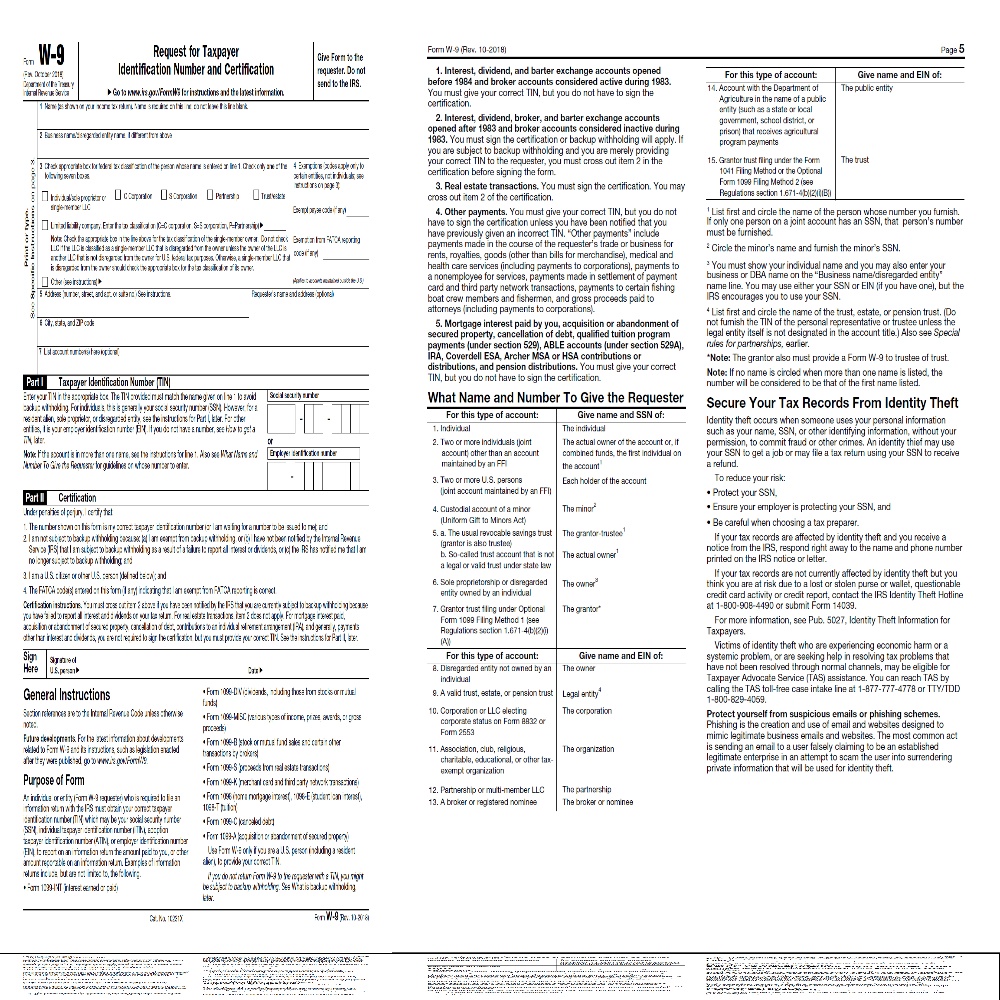 Form W-9
(Rev. October 2018)
Department of the Treasury
Internal Revenue Service
Request for Taxpayer
Identification Number and Certification
▶ Go to www.irs.gov/FormW9 for instructions and the latest information.
Give Form to the
requester. Do not
send to the IRS.
Print or type.
See Specific Instructions on page 3.
1 Name (as shown on your income tax return). Name is required on this line; do not leave this line blank.
2 Business name/disregarded entity name, if different from above
3 Check appropriate box for federal tax classification of the person whose name is entered on line 1. Check only one of the
following seven boxes.
Individual/sole proprietor or
single-member LLC
C Corporation
S Corporation
Partnership
Trust/estate
Limited liability company. Enter the tax classification (C=C corporation, S=S corporation, P=Partnership) ▶
Note: Check the appropriate box in the line above for the tax classification of the single-member owner. Do not check
LLC if the LLC is classified as a single-member LLC that is disregarded from the owner unless the owner of the LLC is
another LLC that is not disregarded from the owner for U.S. federal tax purposes. Otherwise, a single-member LLC that
is disregarded from the owner should check the appropriate box for the tax classification of its owner.
Other (see instructions) ▶
4 Exemptions (codes apply only to
certain entities, not individuals; see
instructions on page 3):
Exempt payee code (if any)
Exemption from FATCA reporting
code (if any)
(Applies to accounts maintained outside the U.S.)
5 Address (number, street, and apt. or suite no.) See instructions.
Requester's name and address (optional)
6 City, state, and ZIP code
7 List account number(s) here (optional)
Part I Taxpayer Identification Number (TIN)
Enter your TIN in the appropriate box. The TIN provided must match the name given on line 1 to avoid
backup withholding. For individuals, this is generally your social security number (SSN). However, for a
resident alien, sole proprietor, or disregarded entity, see the instructions for Part I, later. For other
entities, it is your employer identification number (EIN). If you do not have a number, see How to get a
TIN, later.
Note: If the account is in more than one name, see the instructions for line 1. Also see What Name and
Number To Give the Requester for guidelines on whose number to enter.
Social security number
– –
or
Employer identification number
–
Part II Certification
Under penalties of perjury, I certify that:
1. The number shown on this form is my correct taxpayer identification number (or I am waiting for a number to be issued to me); and
2. I am not subject to backup withholding because: (a) I am exempt from backup withholding, or (b) I have not been notified by the Internal Revenue
Service (IRS) that I am subject to backup withholding as a result of a failure to report all interest or dividends, or (c) the IRS has notified me that I am
no longer subject to backup withholding; and
3. I am a U.S. citizen or other U.S. person (defined below); and
4. The FATCA code(s) entered on this form (if any) indicating that I am exempt from FATCA reporting is correct.
Certification instructions. You must cross out item 2 above if you have been notified by the IRS that you are currently subject to backup withholding because
you have failed to report all interest and dividends on your tax return. For real estate transactions, item 2 does not apply. For mortgage interest paid,
acquisition or abandonment of secured property, cancellation of debt, contributions to an individual retirement arrangement (IRA), and generally, payments
other than interest and dividends, you are not required to sign the certification, but you must provide your correct TIN. See the instructions for Part II, later.
Sign
Here
Signature of
U.S. person ▶
Date ▶
General Instructions
Section references are to the Internal Revenue Code unless otherwise
noted.
Future developments. For the latest information about developments
related to Form W-9 and its instructions, such as legislation enacted
after they were published, go to www.irs.gov/FormW9.
Purpose of Form
An individual or entity (Form W-9 requester) who is required to file an
information return with the IRS must obtain your correct taxpayer
identification number (TIN) which may be your social security number
(SSN), individual taxpayer identification number (ITIN), adoption
taxpayer identification number (ATIN), or employer identification number
(EIN), to report on an information return the amount paid to you, or other
amount reportable on an information return. Examples of information
returns include, but are not limited to, the following.
• Form 1099-INT (interest earned or paid)
• Form 1099-DIV (dividends, including those from stocks or mutual
funds)
• Form 1099-MISC (various types of income, prizes, awards, or gross
proceeds)
• Form 1099-B (stock or mutual fund sales and certain other
transactions by brokers)
• Form 1099-S (proceeds from real estate transactions)
• Form 1099-K (merchant card and third party network transactions)
• Form 1098 (home mortgage interest), 1098-E (student loan interest),
1098-T (tuition)
• Form 1099-C (canceled debt)
• Form 1099-A (acquisition or abandonment of secured property)
Use Form W-9 only if you are a U.S. person (including a resident
alien), to provide your correct TIN.
If you do not return Form W-9 to the requester with a TIN, you might
be subject to backup withholding. See What is backup withholding,
later.
Cat. No. 10231X
Form W-9 (Rev. 10-2018)
Form W-9 (Rev. 10-2018)
Page 5
1. Interest, dividend, and barter exchange accounts opened
before 1984 and broker accounts considered active during 1983.
You must give your correct TIN, but you do not have to sign the
certification.
2. Interest, dividend, broker, and barter exchange accounts
opened after 1983 and broker accounts considered inactive during
1983. You must sign the certification or backup withholding will apply. If
you are subject to backup withholding and you are merely providing
your correct TIN to the requester, you must cross out item 2 in the
certification before signing the form.
3. Real estate transactions. You must sign the certification. You may
cross out item 2 of the certification.
4. Other payments. You must give your correct TIN, but you do not
have to sign the certification unless you have been notified that you
have previously given an incorrect TIN. "Other payments" include
payments made in the course of the requester's trade or business for
rents, royalties, goods (other than bills for merchandise), medical and
health care services (including payments to corporations), payments to
a nonemployee for services, payments made in settlement of payment
card and third party network transactions, payments to certain fishing
boat crew members and fishermen, and gross proceeds paid to
attorneys (including payments to corporations).
5. Mortgage interest paid by you, acquisition or abandonment of
secured property, cancellation of debt, qualified tuition program
payments (under section 529), ABLE accounts (under section 529A),
IRA, Coverdell ESA, Archer MSA or HSA contributions or
distributions, and pension distributions. You must give your correct
TIN, but you do not have to sign the certification.
What Name and Number To Give the Requester
For this type of account: Give name and SSN of:
1. Individual The individual
2. Two or more individuals (joint
account) other than an account
maintained by an FFI
The actual owner of the account or, if
combined funds, the first individual on
the account1
3. Two or more U.S. persons
(joint account maintained by an FFI)
Each holder of the account
4. Custodial account of a minor
(Uniform Gift to Minors Act)
The minor2
5. a. The usual revocable savings trust
(grantor is also trustee)
The grantor-trustee1
b. So-called trust account that is not
a legal or valid trust under state law
The actual owner1
6. Sole proprietorship or disregarded
entity owned by an individual
The owner3
7. Grantor trust filing under Optional
Form 1099 Filing Method 1 (see
Regulations section 1.671-4(b)(2)(i)
(A))
The grantor*
For this type of account: Give name and EIN of:
8. Disregarded entity not owned by an
individual
The owner
9. A valid trust, estate, or pension trust Legal entity4
10. Corporation or LLC electing
corporate status on Form 8832 or
Form 2553
The corporation
11. Association, club, religious,
charitable, educational, or other tax-
exempt organization
The organization
12. Partnership or multi-member LLC The partnership
13. A broker or registered nominee The broker or nominee
For this type of account: Give name and EIN of:
14. Account with the Department of
Agriculture in the name of a public
entity (such as a state or local
government, school district, or
prison) that receives agricultural
program payments
The public entity
15. Grantor trust filing under the Form
1041 Filing Method or the Optional
Form 1099 Filing Method 2 (see
Regulations section 1.671-4(b)(2)(i)(B))
The trust
1 List first and circle the name of the person whose number you furnish.
If only one person on a joint account has an SSN, that person's number
must be furnished.
2 Circle the minor's name and furnish the minor's SSN.
3 You must show your individual name and you may also enter your
business or DBA name on the "Business name/disregarded entity"
name line. You may use either your SSN or EIN (if you have one), but the
IRS encourages you to use your SSN.
4 List first and circle the name of the trust, estate, or pension trust. (Do
not furnish the TIN of the personal representative or trustee unless the
legal entity itself is not designated in the account title.) Also see Special
rules for partnerships, earlier.
*Note: The grantor also must provide a Form W-9 to trustee of trust.
Note: If no name is circled when more than one name is listed, the
number will be considered to be that of the first name listed.
Secure Your Tax Records From Identity Theft
Identity theft occurs when someone uses your personal information
such as your name, SSN, or other identifying information, without your
permission, to commit fraud or other crimes. An identity thief may use
your SSN to get a job or may file a tax return using your SSN to receive
a refund.
To reduce your risk:
• Protect your SSN,
• Ensure your employer is protecting your SSN, and
• Be careful when choosing a tax preparer.
If your tax records are affected by identity theft and you receive a
notice from the IRS, respond right away to the name and phone number
printed on the IRS notice or letter.
If your tax records are not currently affected by identity theft but you
think you are at risk due to a lost or stolen purse or wallet, questionable
credit card activity or credit report, contact the IRS Identity Theft Hotline
at 1-800-908-4490 or submit Form 14039.
For more information, see Pub. 5027, Identity Theft Information for
Taxpayers.
Victims of identity theft who are experiencing economic harm or a
systemic problem, or are seeking help in resolving tax problems that
have not been resolved through normal channels, may be eligible for
Taxpayer Advocate Service (TAS) assistance. You can reach TAS by
calling the TAS toll-free case intake line at 1-877-777-4778 or TTY/TDD
1-800-829-4059.
Protect yourself from suspicious emails or phishing schemes.
Phishing is the creation and use of email and websites designed to
mimic legitimate business emails and websites. The most common act
is sending an email to a user falsely claiming to be an established
legitimate enterprise in an attempt to scam the user into surrendering
private information that will be used for identity theft.